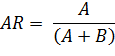 AR = A / (A + B)